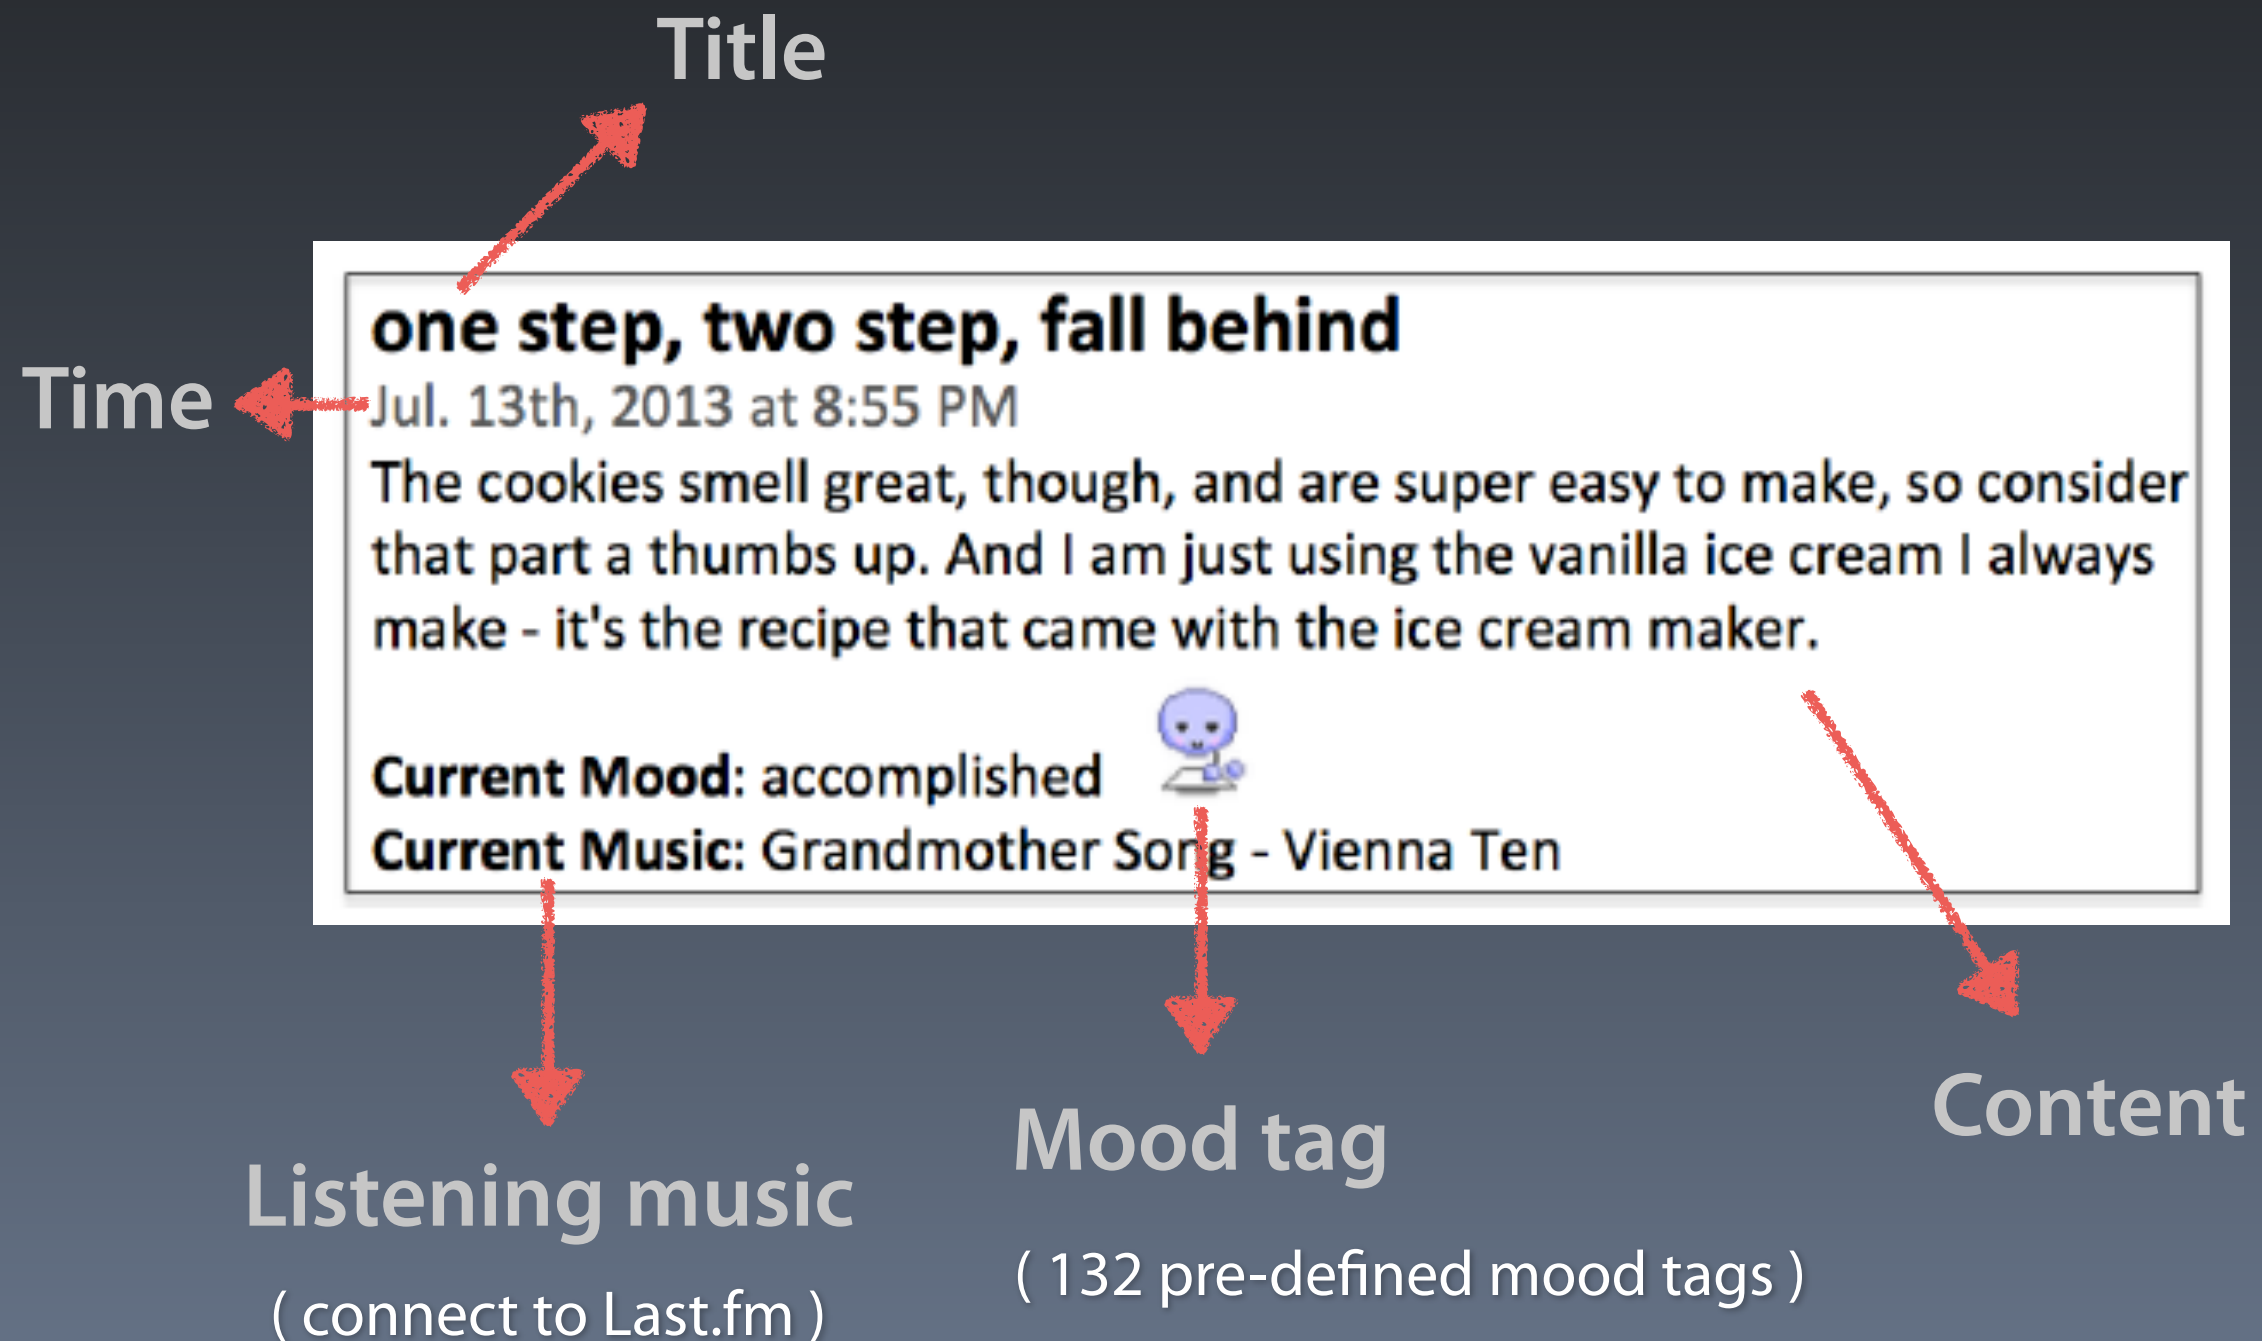 Title
one step, two step, fall behind
Time
Jul. 13th, 2013 at 8:55 PM
The cookies smell great, though, and are super easy to make, so consider
that part a thumbs up. And I am just using the vanilla ice cream I always
make - it's the recipe that came with the ice cream maker.
Current Mood: accomplished
Current Music: Grandmother Song - Vienna Ten
Content
Mood tag
( 132 pre-defined mood tags )
Listening music
( connect to Last.fm )